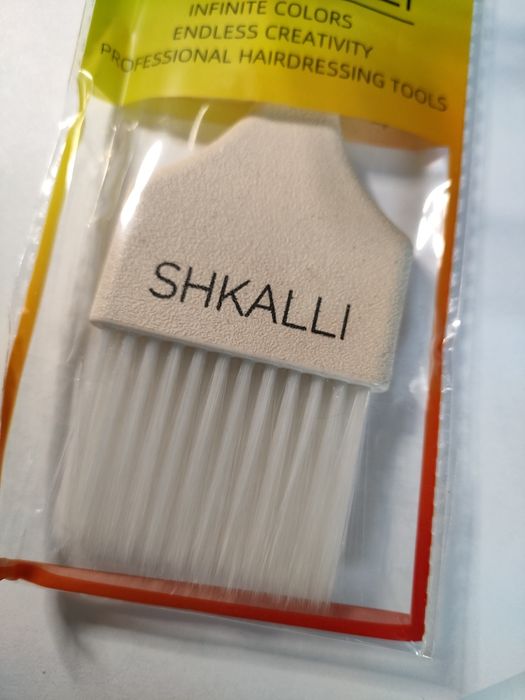 INFINITE COLORS
ENDLESS CREATIVITY
PROFESSIONAL HAIRDRESSING TOOLS
SHKALLI